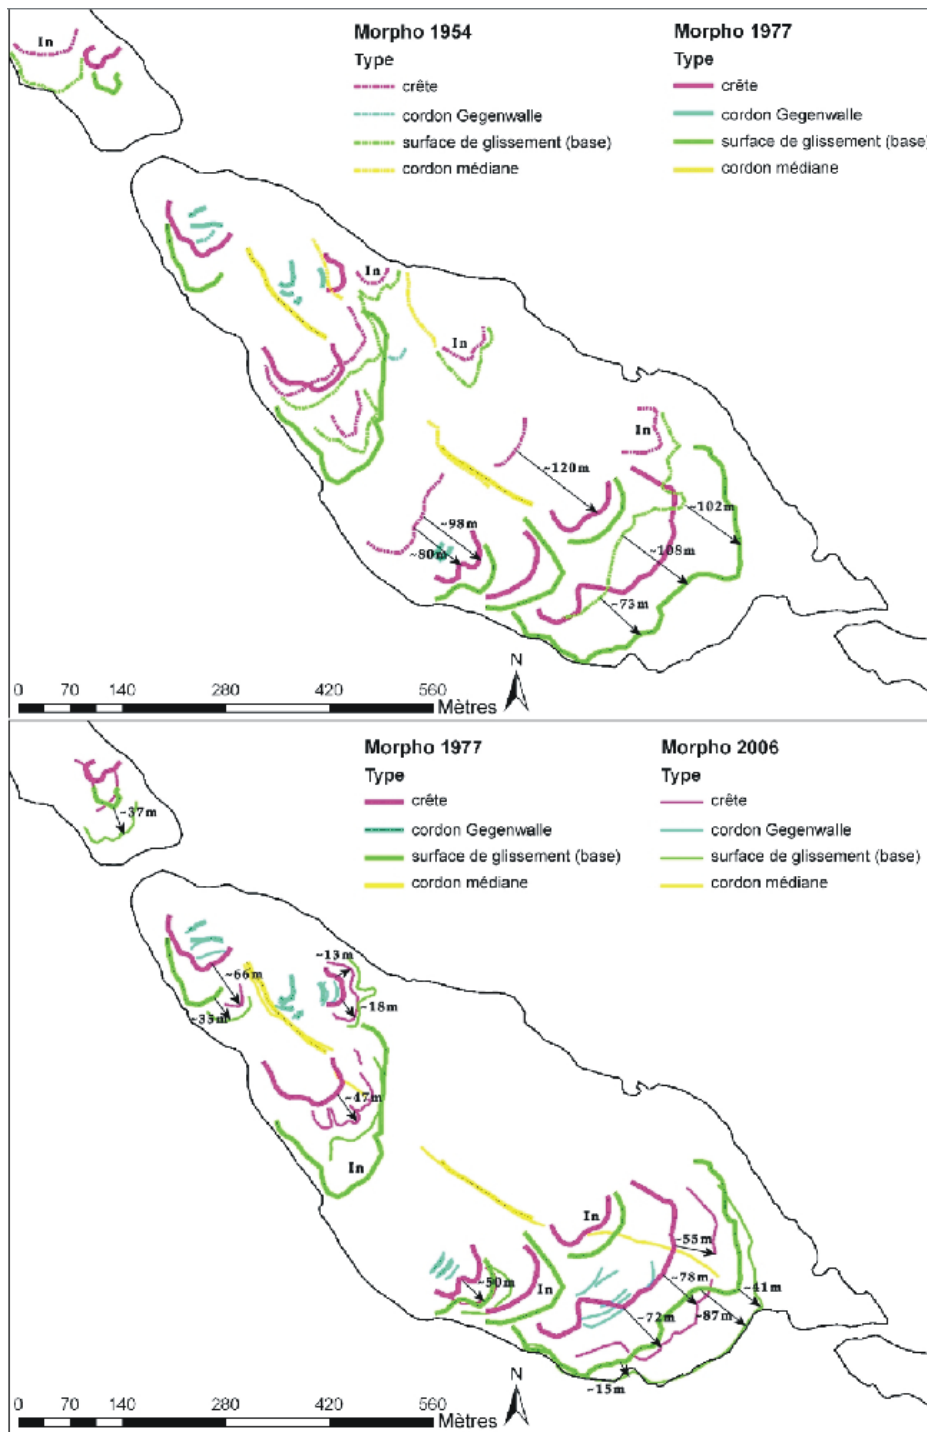 Morpho 1954
Type
crête
cordon Gegenwalle
surface de glissement (base)
cordon médiane
Morpho 1977
Type
crête
cordon Gegenwalle
surface de glissement (base)
cordon médiane
In
In
In
In
~120m
~98m
~80m
~102m
~108m
~73m
N
0 70 140 280 420 560
Mètres
Morpho 1977
Type
crête
cordon Gegenwalle
surface de glissement (base)
cordon médiane
Morpho 2006
Type
crête
cordon Gegenwalle
surface de glissement (base)
cordon médiane
~37m
~13m
~66m
~18m
~33m
~47m
In
In
~55m
~50m
In
~78m
~41m
~72m
~87m
~15m
N
0 70 140 280 420 560
Mètres